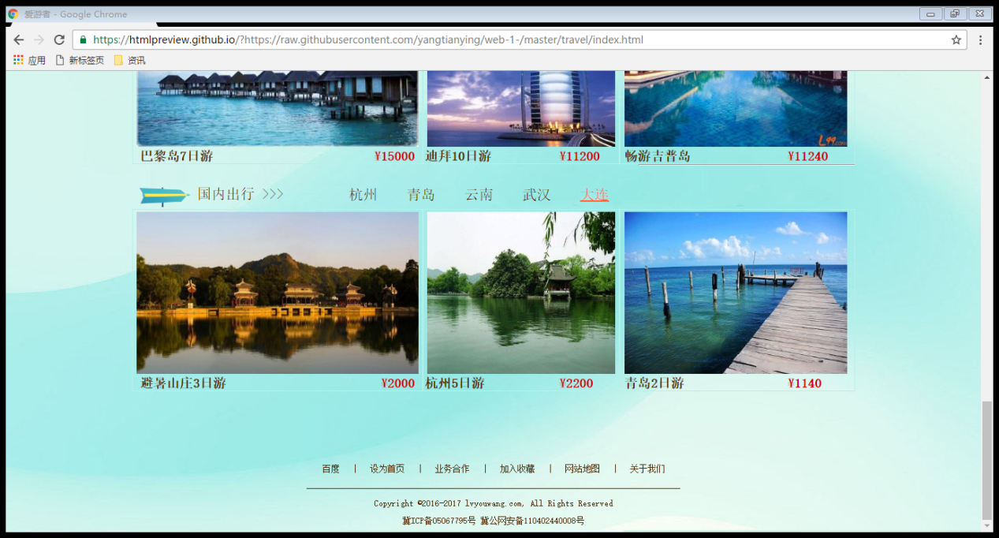 爱游者 - Google Chrome
https://htmlpreview.github.io/?https://raw.githubusercontent.com/yangtianying/web-1-/master/travel/index.html
应用 新标签页 资讯
L99.com
巴黎岛7日游 ¥15000 迪拜10日游 ¥11200 畅游吉普岛 ¥11240
国内出行 >>> 杭州 青岛 云南 武汉 大连
避暑山庄3日游 ¥2000 杭州5日游 ¥2200 青岛2日游 ¥1140
百度 | 设为首页 | 业务合作 | 加入收藏 | 网站地图 | 关于我们
Copyright ©2016-2017 lvyouwang.com, All Rights Reserved
冀ICP备05067795号 冀公网安备110402440008号